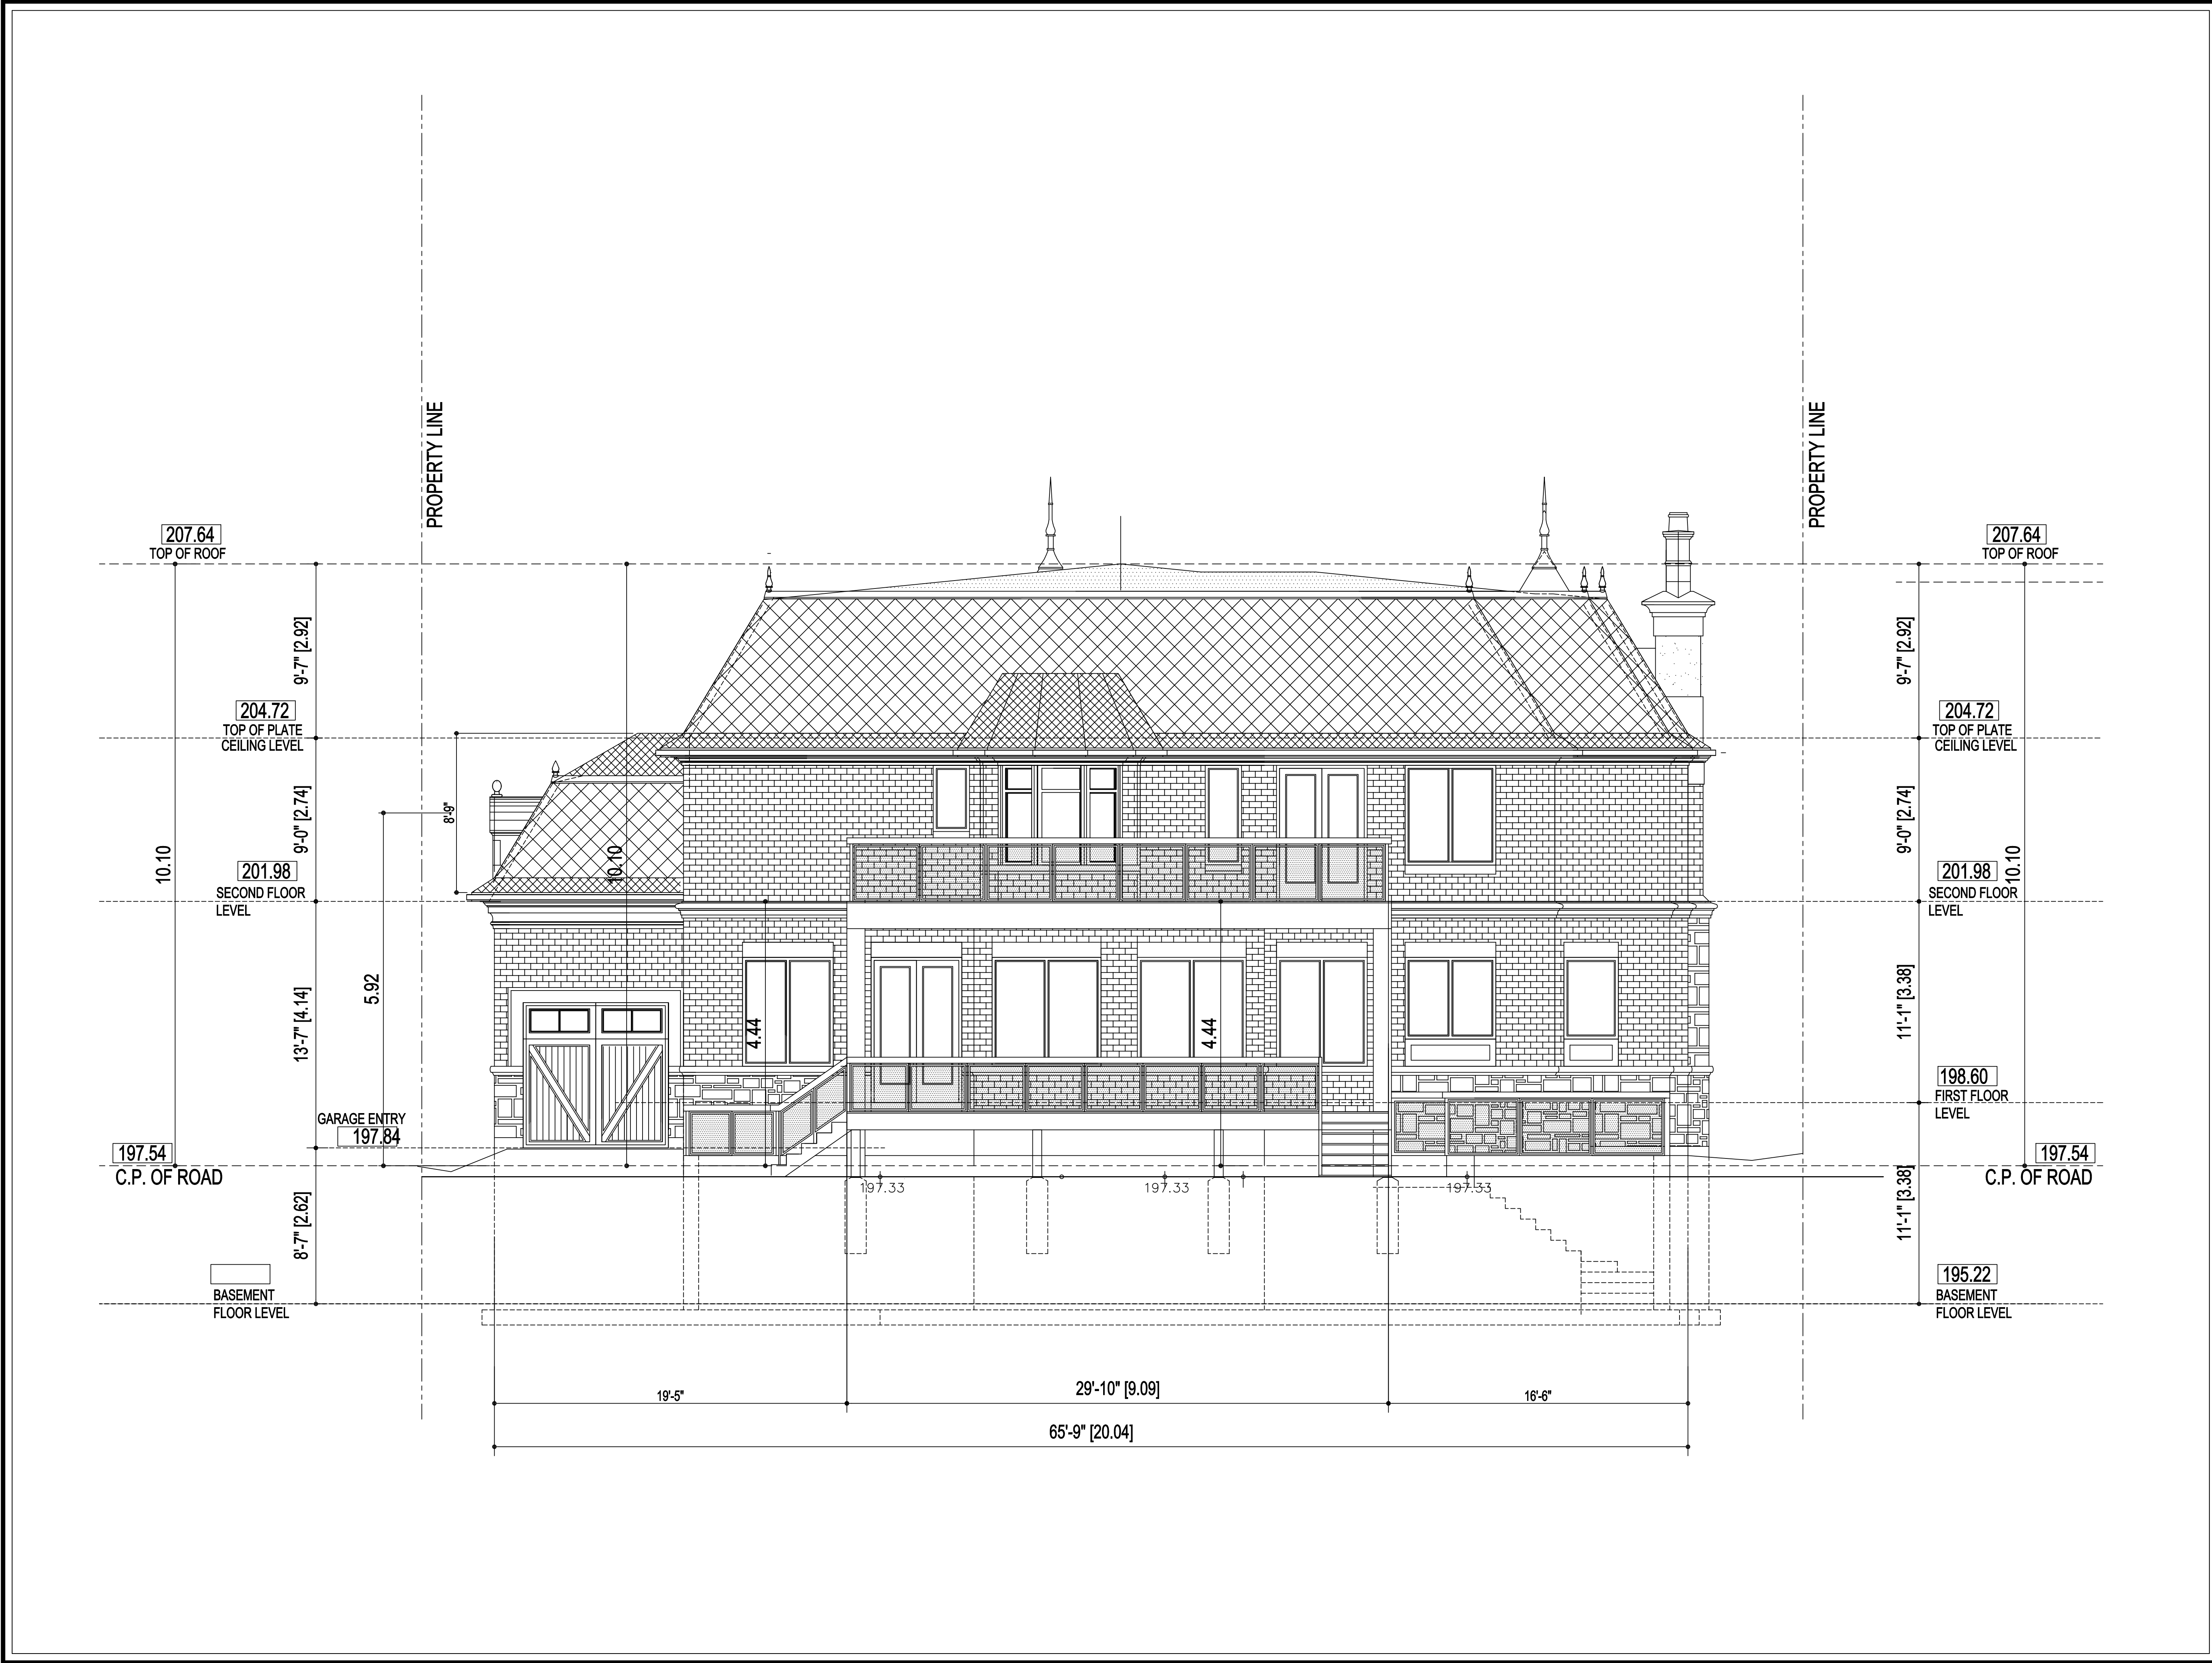 PROPERTY LINE
PROPERTY LINE
207.64
TOP OF ROOF
207.64
TOP OF ROOF
9'-7" [2.92]
9'-7" [2.92]
204.72
TOP OF PLATE
CEILING LEVEL
204.72
TOP OF PLATE
CEILING LEVEL
8'-9"
9'-0" [2.74]
9'-0" [2.74]
10.10
10.10
10.10
201.98
SECOND FLOOR
LEVEL
201.98
SECOND FLOOR
LEVEL
5.92
13'-7" [4.14]
4.44
4.44
11'-1" [3.38]
198.60
FIRST FLOOR
LEVEL
GARAGE ENTRY
197.84
197.54
C.P. OF ROAD
197.54
C.P. OF ROAD
197.33
197.33
197.33
8'-7" [2.62]
11'-1" [3.38]
BASEMENT
FLOOR LEVEL
195.22
BASEMENT
FLOOR LEVEL
19'-5"
29'-10" [9.09]
16'-6"
65'-9" [20.04]